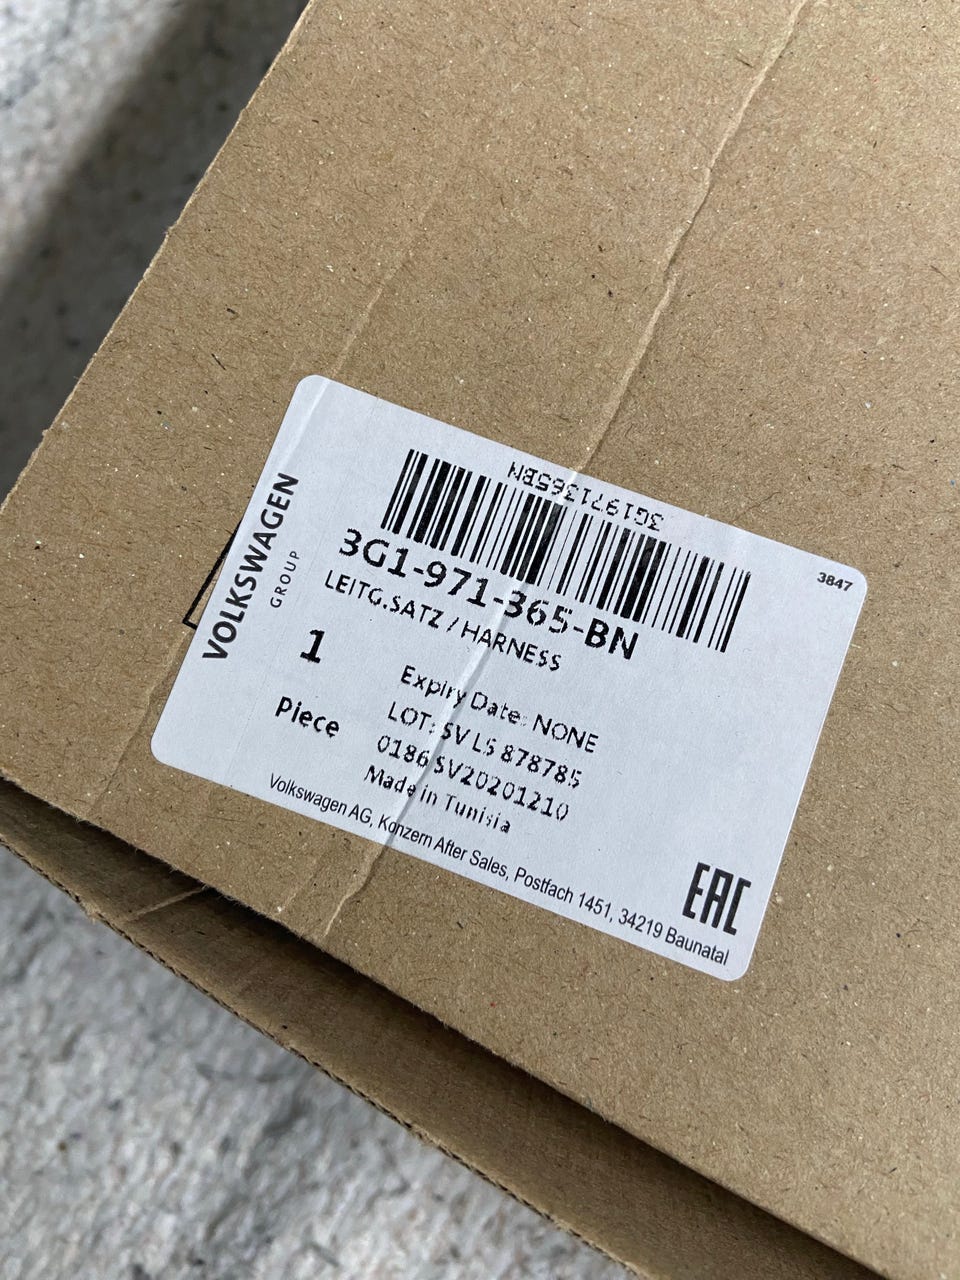 3G1971365BN
3847
3G1-971-365-BN
LEITG.SATZ / HARNESS
VOLKSWAGEN
GROUP
1
Piece
Expiry Date: NONE
LOT: SV LS 878785
0186 SV20201210
Made in Tunisia
Volkswagen AG, Konzern After Sales, Postfach 1451, 34219 Baunatal
EAC